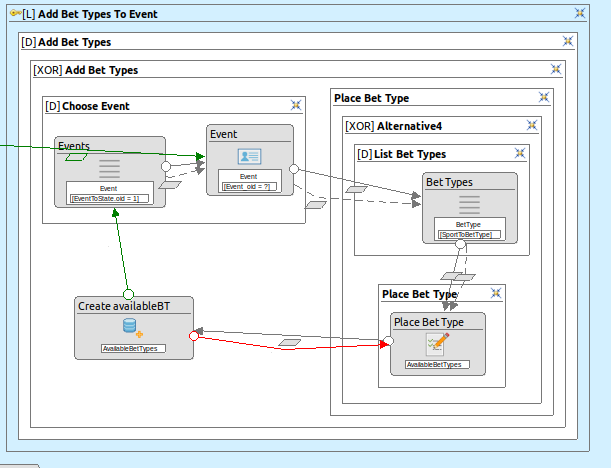 [L] Add Bet Types To Event
[D] Add Bet Types
[XOR] Add Bet Types
Place Bet Type
[D] Choose Event
[XOR] Alternative4
Events
Event
[D] List Bet Types
Event
[EventToState.oid = 1]
Event
[Event_oid = ?]
Bet Types
BetType
[SportToBetType]
Place Bet Type
Create availableBT
AvailableBetTypes
Place Bet Type
AvailableBetTypes